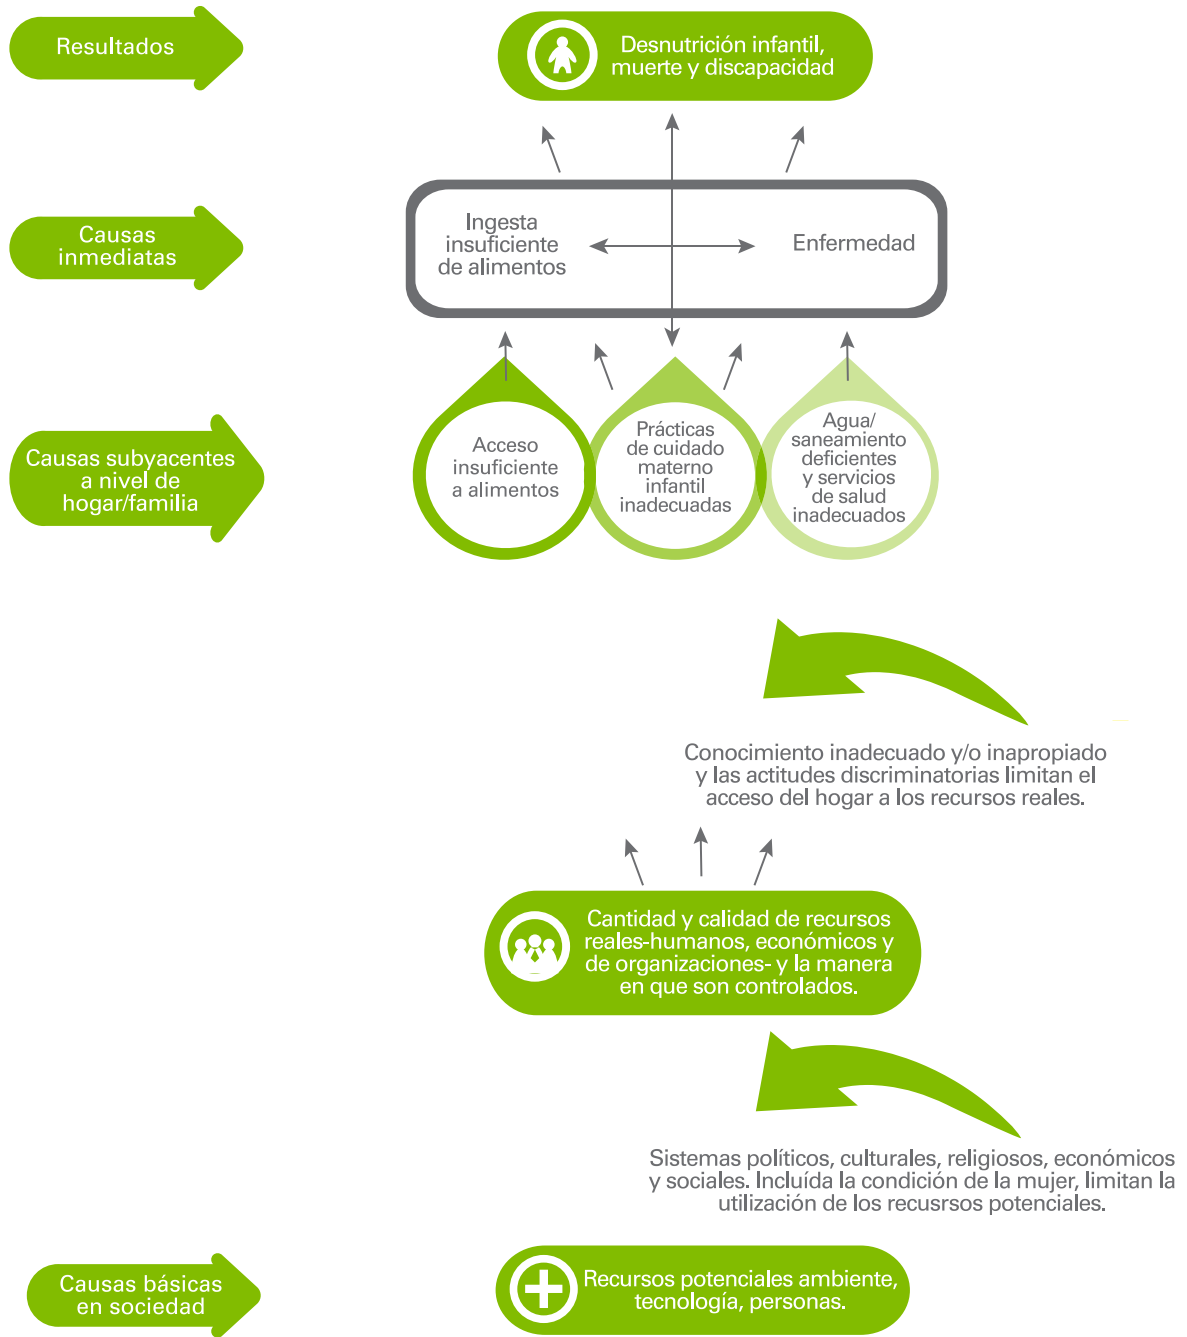 Resultados
Desnutrición infantil,
muerte y discapacidad
Causas
inmediatas
Ingesta
insuficiente
de alimentos
Enfermedad
Causas subyacentes
a nivel de
hogar/familia
Acceso
insuficiente
a alimentos
Prácticas
de cuidado
materno
infantil
inadecuadas
Agua/
saneamiento
deficientes
y servicios
de salud
inadecuados
Conocimiento inadecuado y/o inapropiado
y las actitudes discriminatorias limitan el
acceso del hogar a los recursos reales.
Cantidad y calidad de recursos
reales-humanos, económicos y
de organizaciones- y la manera
en que son controlados.
Sistemas políticos, culturales, religiosos, económicos
y sociales. Incluída la condición de la mujer, limitan la
utilización de los recusrsos potenciales.
Causas básicas
en sociedad
Recursos potenciales ambiente,
tecnología, personas.